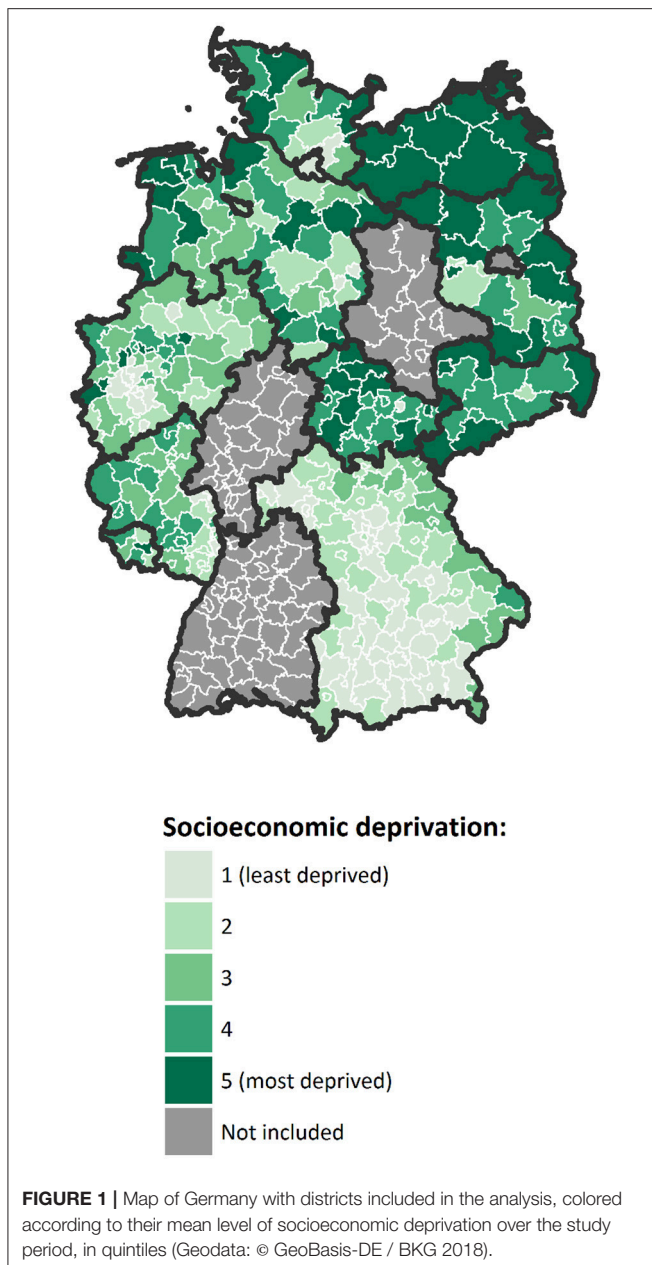 Socioeconomic deprivation:
1 (least deprived)
2
3
4
5 (most deprived)
Not included
FIGURE 1 | Map of Germany with districts included in the analysis, colored
according to their mean level of socioeconomic deprivation over the study
period, in quintiles (Geodata: © GeoBasis-DE / BKG 2018).